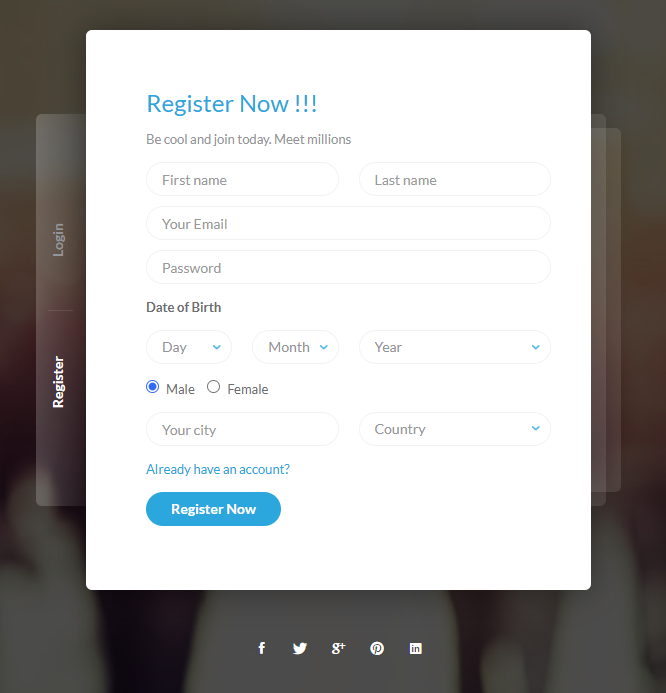 Register Now !!!
Be cool and join today. Meet millions
First name
Last name
Your Email
Password
Date of Birth
Day
Month
Year
Male
Female
Your city
Country
Already have an account?
Register Now
Login
Register